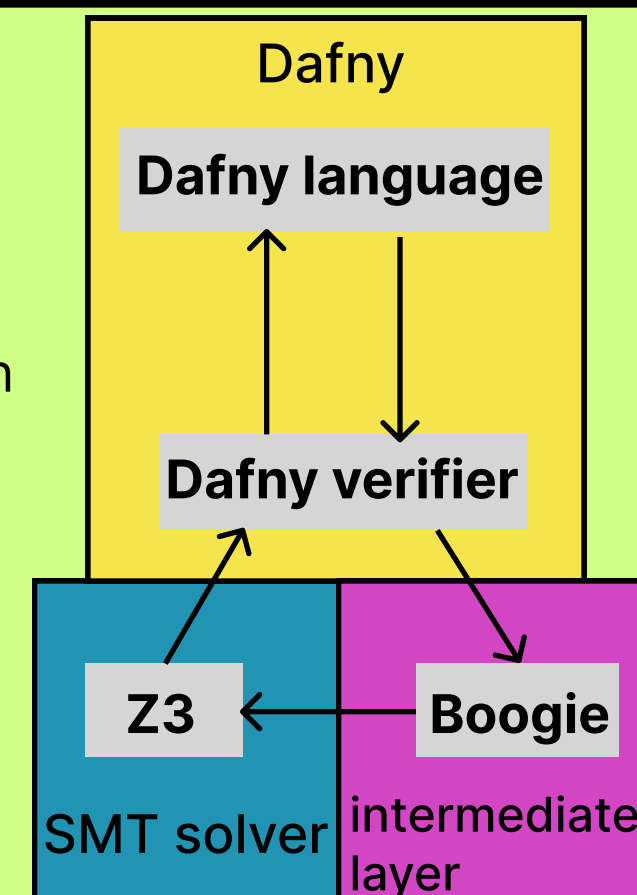 Dafny
Dafny language
Dafny verifier
Z3
Boogie
SMT solver
intermediate
layer